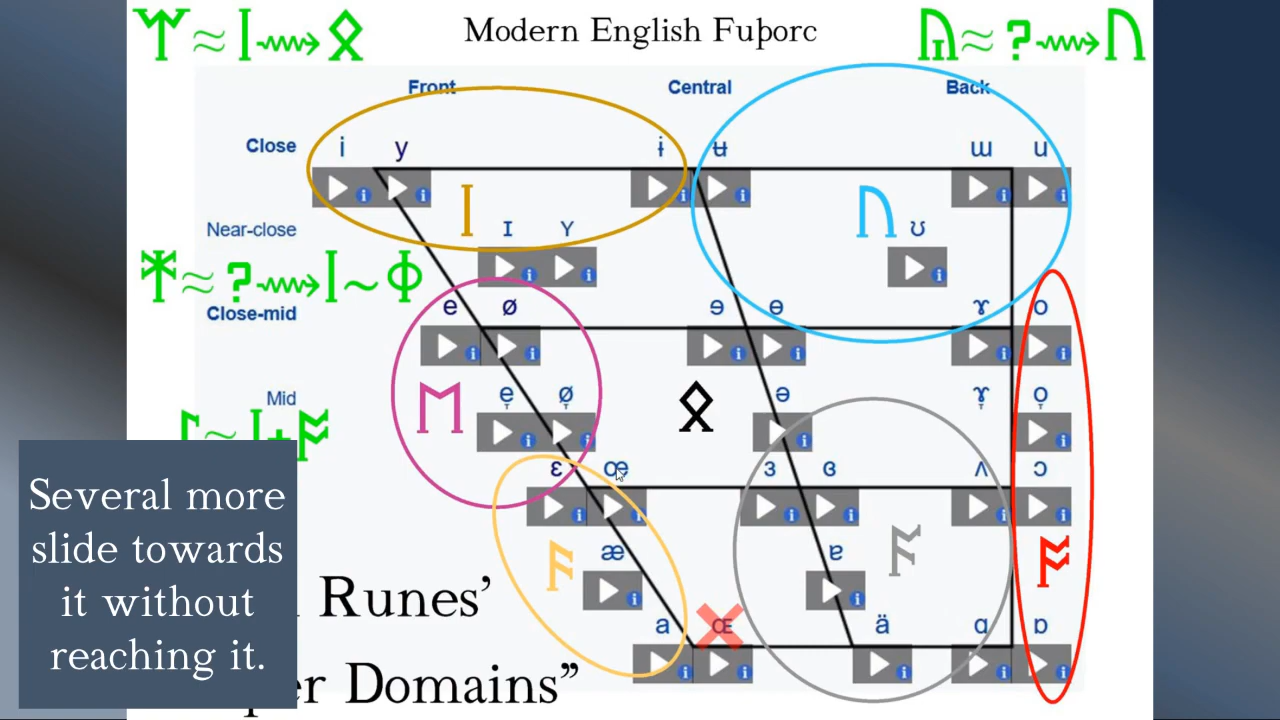 ᛠ ≈ ᛁ ⟿ ᛟ
Modern English Fuþorc
ᚣ ≈ ? ⟿ ᚢ
Front Central Back
Close i y ɨ ʉ ɯ u
ᛁ ᚢ
Near-close ɪ ʏ ʊ
≈ ? ⟿ ᛁ ~
Close-mid e ø ɘ ɵ ɤ o
Mid e̞ ø̞ ə ɤ̞ o̞
ᛖ ᛟ
ɛ œ ɜ ɞ ʌ ɔ
æ ɐ
ᚫ ᚪ ᚩ
a ɶ ä ɑ ɒ
Runes’
Domains”
Several more
slide towards
it without
reaching it.